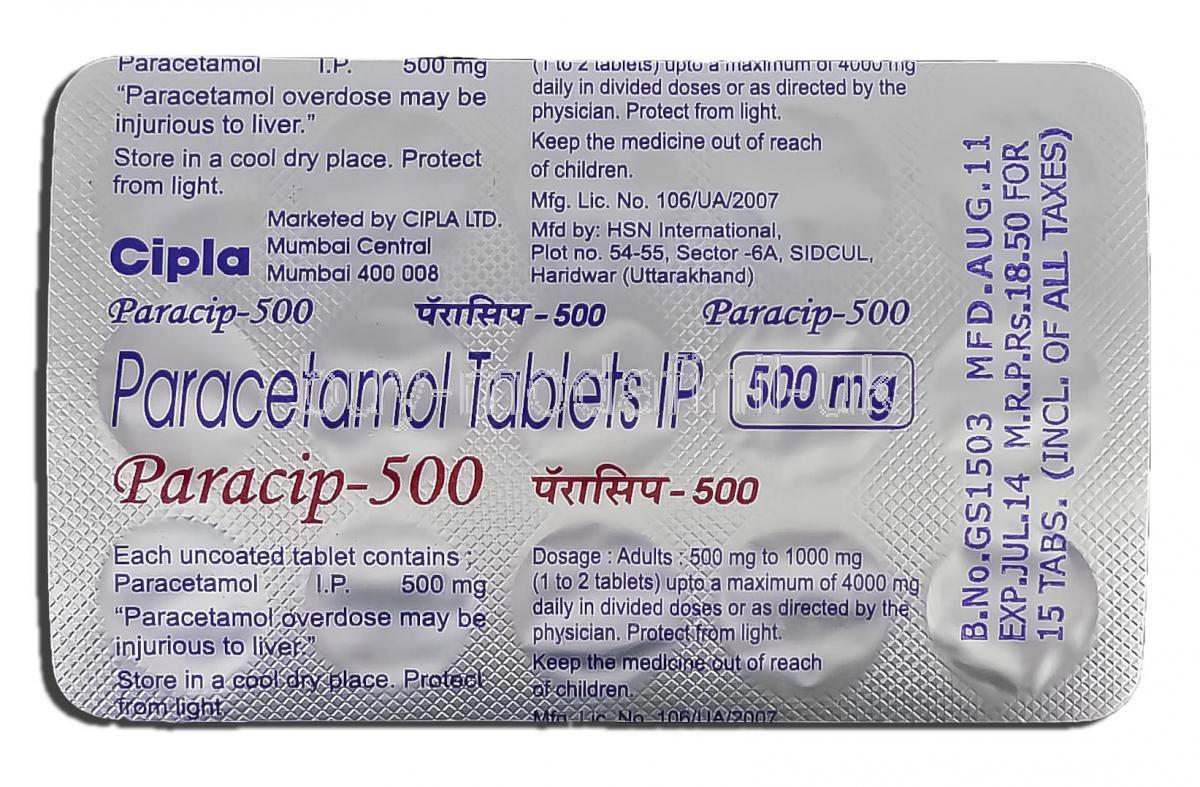 Paracetamol I.P. 500 mg
“Paracetamol overdose may be
injurious to liver.”
Store in a cool dry place. Protect
from light.
Cipla
Marketed by CIPLA LTD.
Mumbai Central
Mumbai 400 008
(1 to 2 tablets) upto a maximum of 4000 mg
daily in divided doses or as directed by the
physician. Protect from light.
Keep the medicine out of reach
of children.
Mfg. Lic. No. 106/UA/2007
Mfd by: HSN International,
Plot no. 54-55, Sector -6A, SIDCUL,
Haridwar (Uttarakhand)
Paracip-500 पॅरासिप - 500 Paracip-500
Paracetamol Tablets IP 500 mg
Paracip-500 पॅरासिप - 500
Each uncoated tablet contains :
Paracetamol I.P. 500 mg
“Paracetamol overdose may be
injurious to liver.”
Store in a cool dry place. Protect
from light.
Dosage : Adults : 500 mg to 1000 mg
(1 to 2 tablets) upto a maximum of 4000 mg
daily in divided doses or as directed by the
physician. Protect from light.
Keep the medicine out of reach
of children.
Mfg. Lic. No. 106/UA/2007
B.No.GS1503 MFD.AUG.11
EXP.JUL.14 M.R.P.Rs.18.50 FOR
15 TABS. (INCL. OF ALL TAXES)